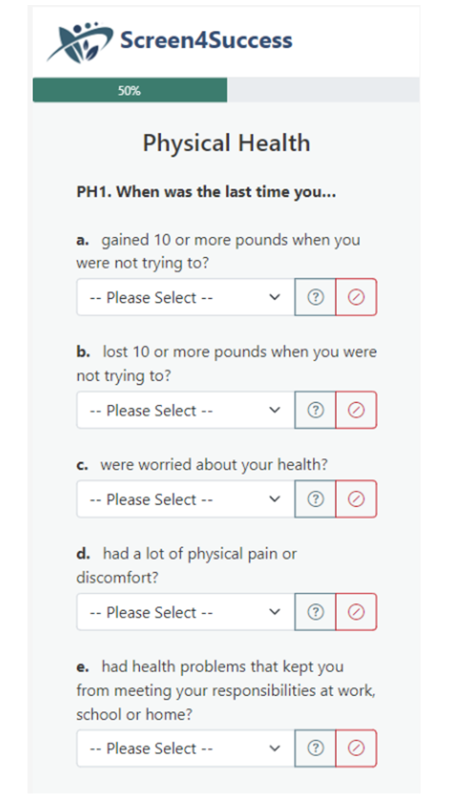 Screen4Success
50%
Physical Health
PH1. When was the last time you...
a. gained 10 or more pounds when you
were not trying to?
-- Please Select --
b. lost 10 or more pounds when you were
not trying to?
-- Please Select --
c. were worried about your health?
-- Please Select --
d. had a lot of physical pain or
discomfort?
-- Please Select --
e. had health problems that kept you
from meeting your responsibilities at work,
school or home?
-- Please Select --